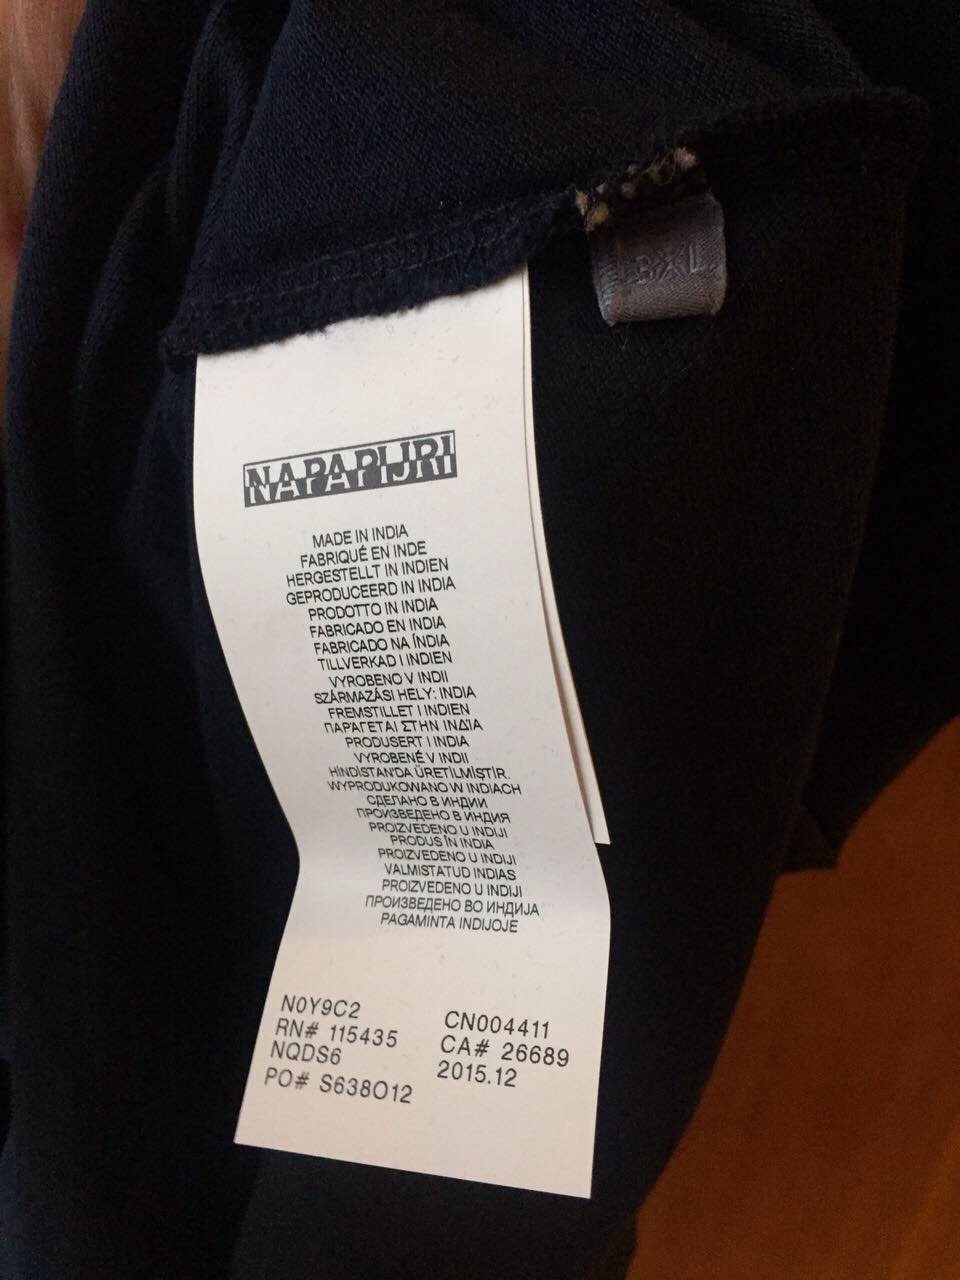 3XL
NAPAPIJRI
MADE IN INDIA
FABRIQUÉ EN INDE
HERGESTELLT IN INDIEN
GEPRODUCEERD IN INDIA
PRODOTTO IN INDIA
FABRICADO EN INDIA
FABRICADO NA ÍNDIA
TILLVERKAD I INDIEN
VYROBENO V INDII
SZÁRMAZÁSI HELY: INDIA
FREMSTILLET I INDIEN
ΠΑΡΆΓΕΤΑΙ ΣΤΗΝ ΙΝΔΊΑ
PRODUSERT I INDIA
VYROBENÉ V INDII
HİNDİSTAN'DA ÜRETİLMİŞTİR.
WYPRODUKOWANO W INDIACH
СДЕЛАНО В ИНДИИ
ПРОИЗВЕДЕНО В ИНДИЯ
PROIZVEDENO U INDIJI
PRODUS ÎN INDIA
PROIZVEDENO U INDIJI
VALMISTATUD INDIAS
PROIZVEDENO U INDIJI
ПРОИЗВЕДЕНО ВО ИНДИЈА
PAGAMINTA INDIJOJE
N0Y9C2 CN004411
RN# 115435 CA# 26689
NQDS6 2015.12
PO# S638O12